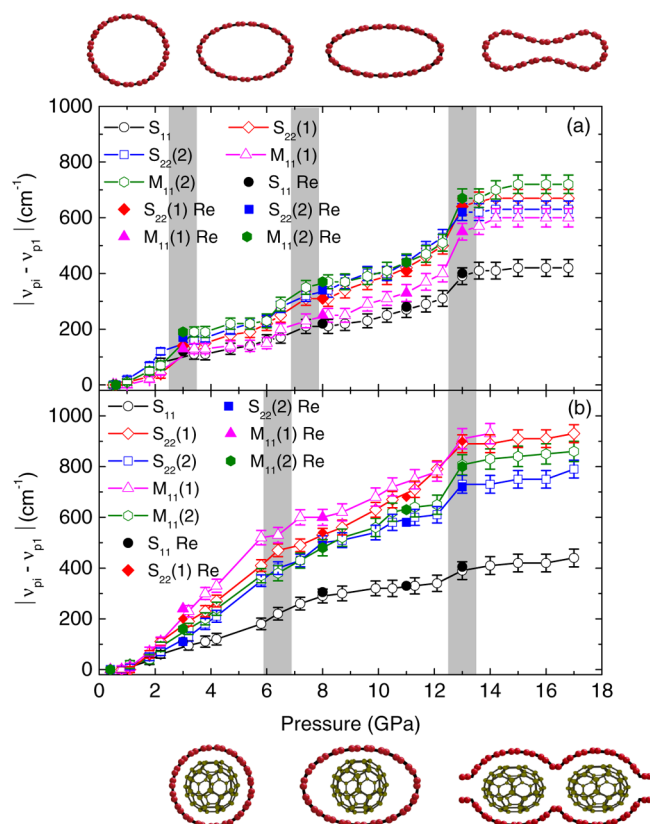 1000
(a)
S11
S22(1)
S22(2)
M11(1)
M11(2)
S11 Re
S22(1) Re
S22(2) Re
M11(1) Re
M11(2) Re
800
600
400
200
0
| νpi - νp1 | (cm-1)
(b)
S11
S22(2) Re
S22(1)
M11(1) Re
S22(2)
M11(2) Re
M11(1)
M11(2)
S11 Re
S22(1) Re
1000
800
600
400
200
0
| νpi - νp1 | (cm-1)
0 2 4 6 8 10 12 14 16 18
Pressure (GPa)